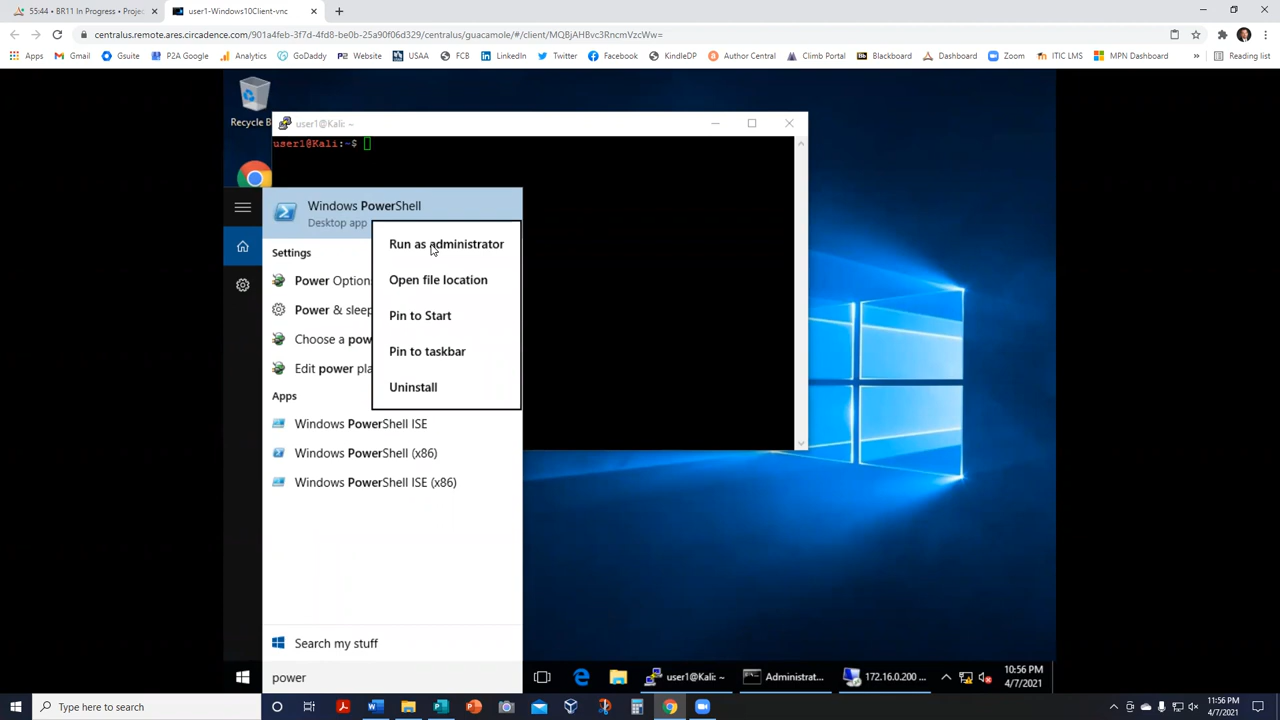 55:44 • BR11 In Progress • Projec
user1-Windows10Client-vnc
centralus.remote.ares.circadence.com/901a4feb-3f7d-4fd8-be0b-25a90f06d329/centralus/guacamole/#/client/MQBjAHBvc3RncmVzcWw=
Apps
Gmail
Gsuite
P2A Google
Analytics
GoDaddy
Website
USAA
FCB
LinkedIn
Twitter
Facebook
KindleDP
Author Central
Climb Portal
Blackboard
Dashboard
Zoom
ITIC LMS
MPN Dashboard
»
Reading list
Recycle B
user1@Kali: ~
user1@Kali:~$
Windows PowerShell
Desktop app
Run as administrator
Settings
Power Option
Open file location
Power & sleep
Pin to Start
Choose a pow
Pin to taskbar
Edit power pla
Uninstall
Apps
Windows PowerShell ISE
Windows PowerShell (x86)
Windows PowerShell ISE (x86)
Search my stuff
power
user1@Kali: ~
Administrat...
172.16.0.200 ...
10:56 PM
4/7/2021
Type here to search
11:56 PM
4/7/2021